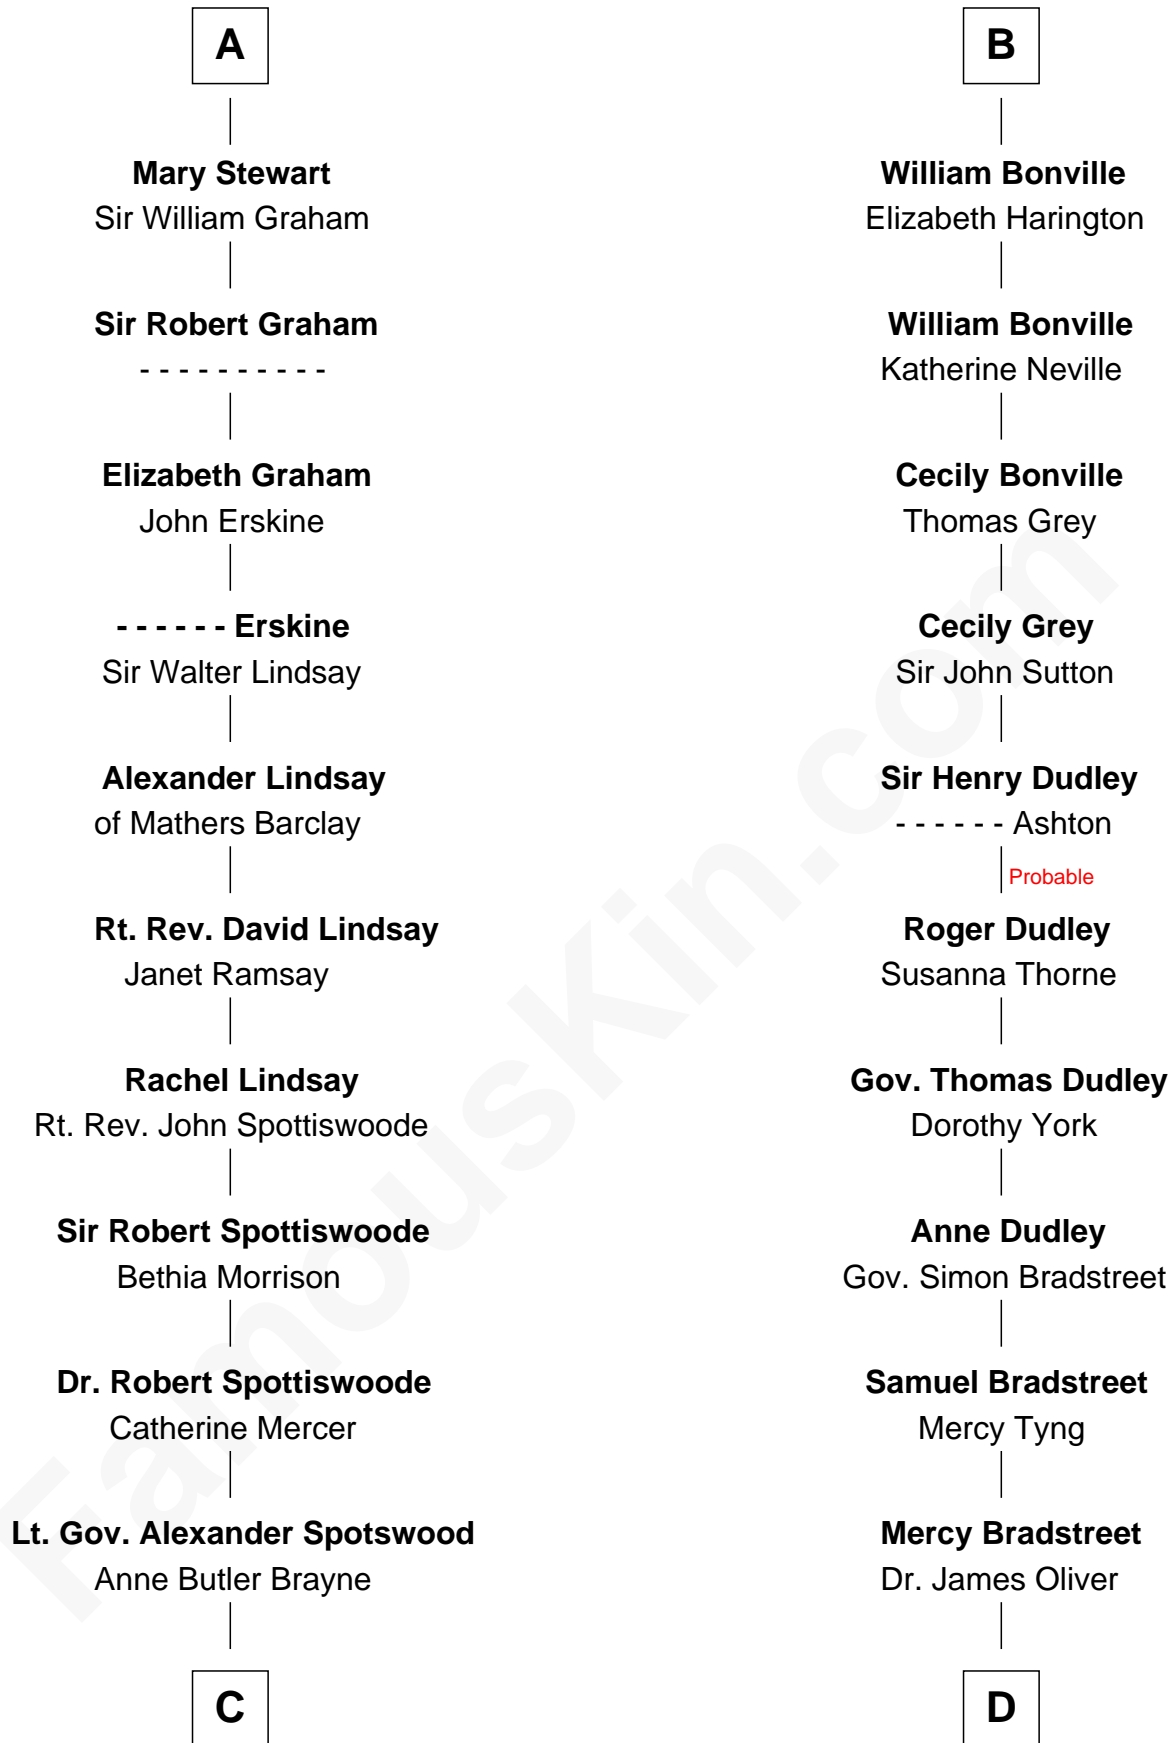 A
Mary Stewart
Sir William Graham
Sir Robert Graham
- - - - - - - - - -
Elizabeth Graham
John Erskine
- - - - - - Erskine
Sir Walter Lindsay
Alexander Lindsay
of Mathers Barclay
Rt. Rev. David Lindsay
Janet Ramsay
Rachel Lindsay
Rt. Rev. John Spottiswoode
Sir Robert Spottiswoode
Bethia Morrison
Dr. Robert Spottiswoode
Catherine Mercer
Lt. Gov. Alexander Spotswood
Anne Butler Brayne
C
B
William Bonville
Elizabeth Harington
William Bonville
Katherine Neville
Cecily Bonville
Thomas Grey
Cecily Grey
Sir John Sutton
Sir Henry Dudley
- - - - - - Ashton
Probable
Roger Dudley
Susanna Thorne
Gov. Thomas Dudley
Dorothy York
Anne Dudley
Gov. Simon Bradstreet
Samuel Bradstreet
Mercy Tyng
Mercy Bradstreet
Dr. James Oliver
D
FamousKin.com